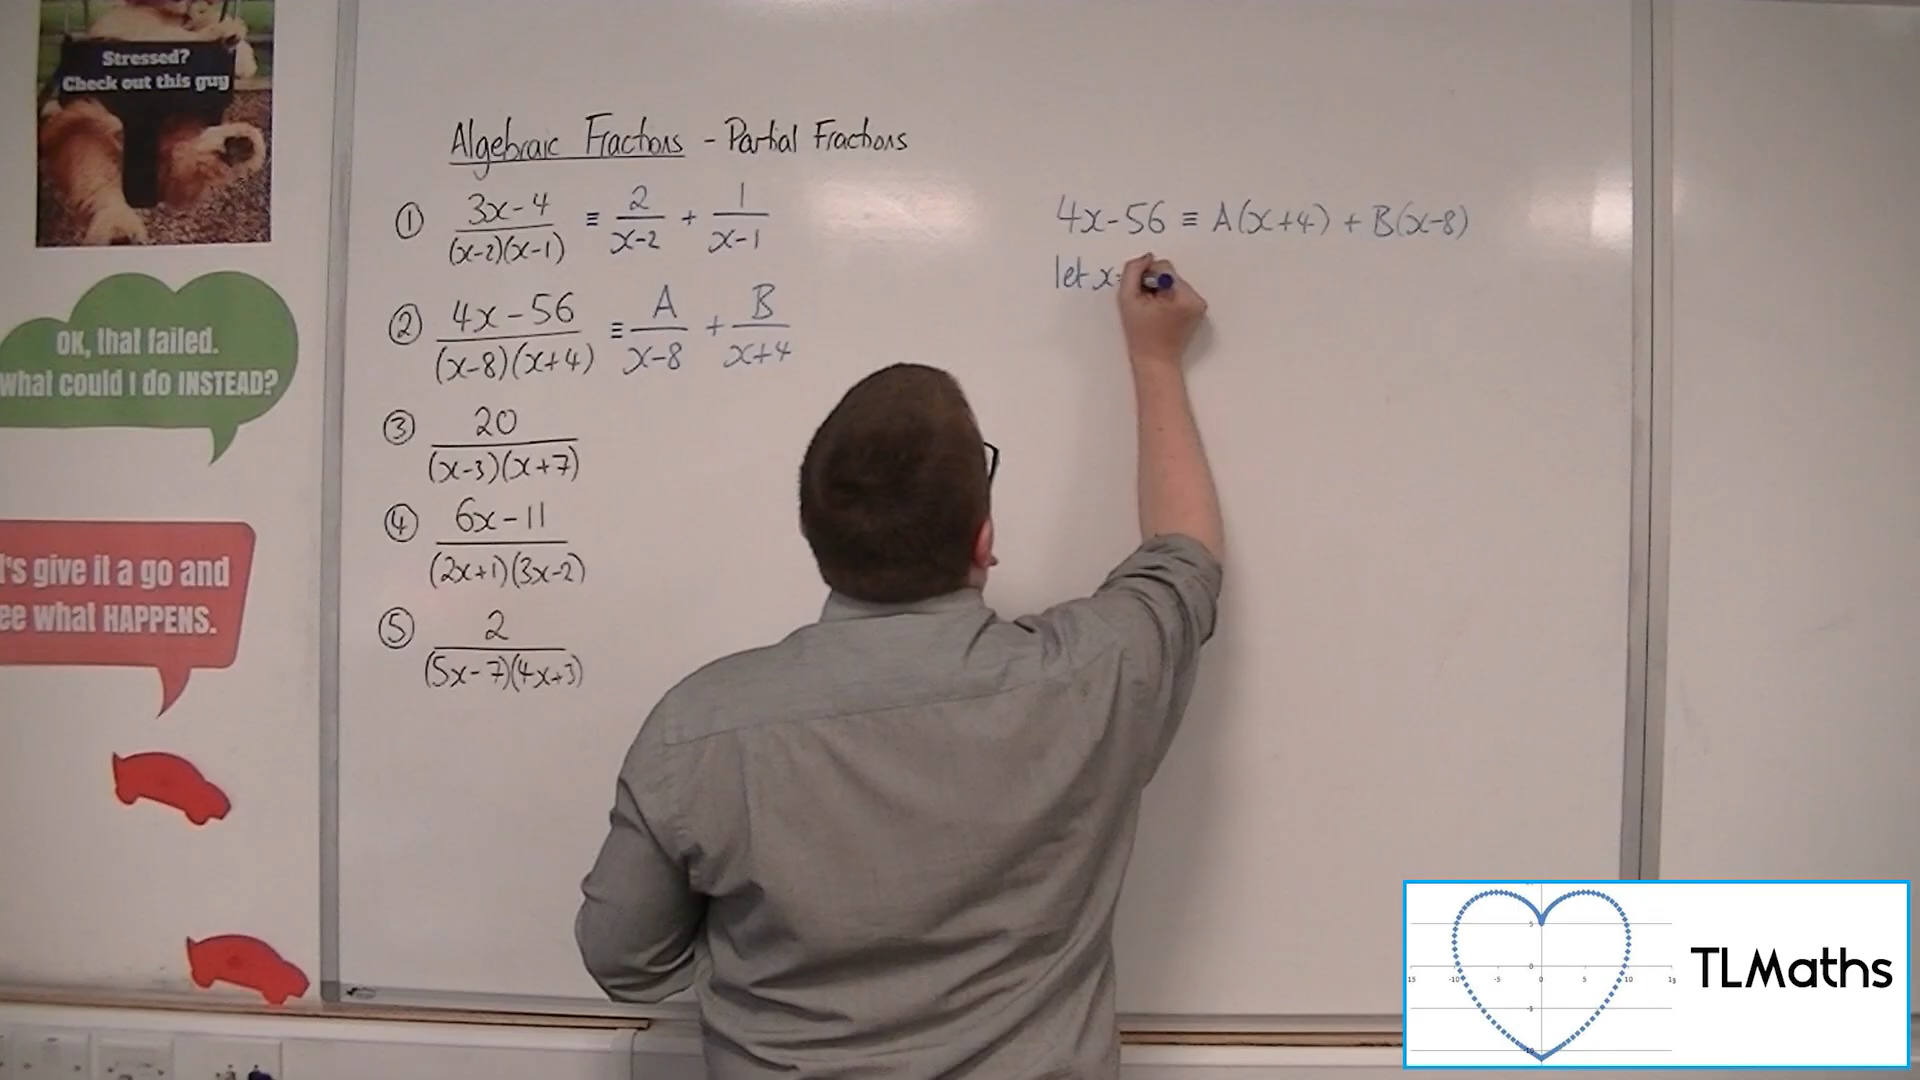 Stressed?
Check out this guy
OK, that failed.
what could I do INSTEAD?
's give it a go and
ee what HAPPENS.
Algebraic Fractions - Partial Fractions
① 3x-4 / (x-2)(x-1) ≡ 2 / x-2 + 1 / x-1
② 4x-56 / (x-8)(x+4) ≡ A / x-8 + B / x+4
③ 20 / (x-3)(x+7)
④ 6x-11 / (2x+1)(3x-2)
⑤ 2 / (5x-7)(4x+3)
4x-56 ≡ A(x+4) + B(x-8)
let x=
TLMaths